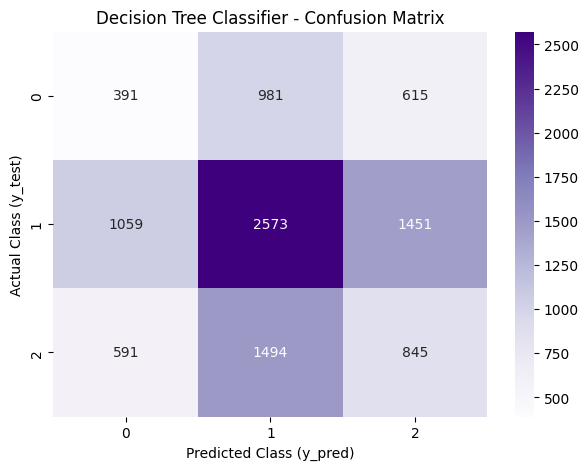 Decision Tree Classifier - Confusion Matrix
Actual Class (y_test)
0
391 981 615
1
1059 2573 1451
2
591 1494 845
0 1 2
Predicted Class (y_pred)
2500
2250
2000
1750
1500
1250
1000
750
500